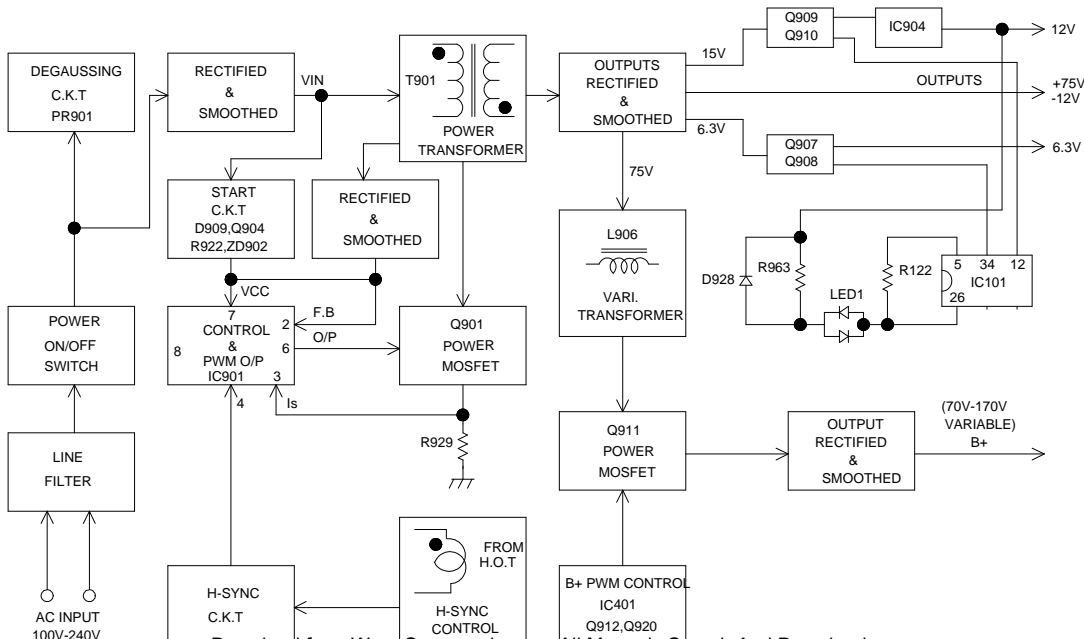 DEGAUSSING
C.K.T
PR901
RECTIFIED
&
SMOOTHED
VIN
T901
POWER
TRANSFORMER
OUTPUTS
RECTIFIED
&
SMOOTHED
15V
6.3V
75V
Q909
Q910
IC904
12V
OUTPUTS
+75V
-12V
Q907
Q908
6.3V
START
C.K.T
D909,Q904
R922,ZD902
RECTIFIED
&
SMOOTHED
L906
VARI.
TRANSFORMER
D928
R963
LED1
R122
5 34 12
IC101
26
POWER
ON/OFF
SWITCH
VCC
7
CONTROL
&
PWM O/P
IC901
8
2
6
3
4
F.B
O/P
Is
Q901
POWER
MOSFET
R929
LINE
FILTER
Q911
POWER
MOSFET
OUTPUT
RECTIFIED
&
SMOOTHED
(70V-170V
VARIABLE)
B+
AC INPUT
100V-240V
H-SYNC
C.K.T
FROM
H.O.T
H-SYNC
CONTROL
B+ PWM CONTROL
IC401
Q912,Q920